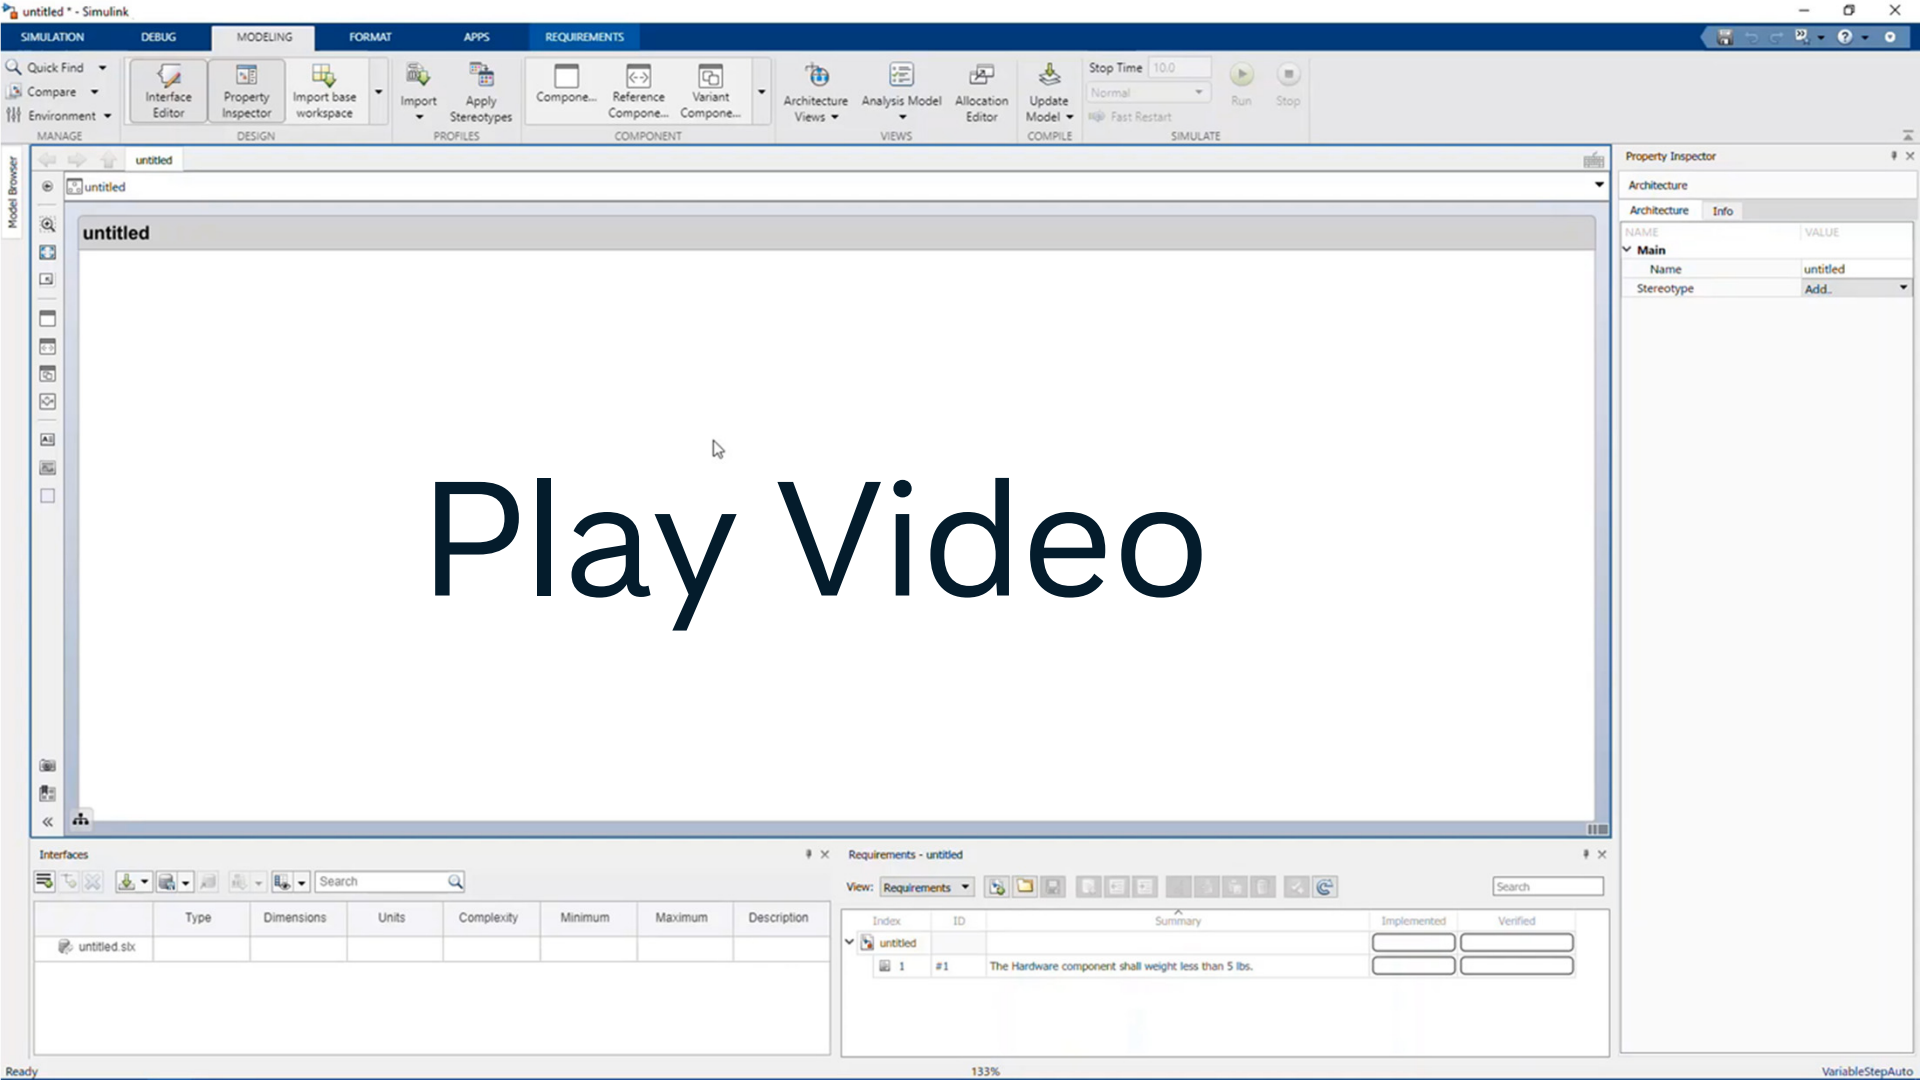 untitled * - Simulink
SIMULATION DEBUG MODELING FORMAT APPS REQUIREMENTS
Quick Find
Compare
Environment
MANAGE
Interface Editor
Property Inspector
Import base workspace
DESIGN
Import
Apply Stereotypes
PROFILES
Compone...
Reference Compone...
Variant Compone...
COMPONENT
Architecture Views
Analysis Model
Allocation Editor
VIEWS
Update Model
COMPILE
Stop Time 10.0
Normal
Fast Restart
Run
Stop
SIMULATE
Model Browser
untitled
untitled
untitled
Play Video
Property Inspector
Architecture
Architecture Info
NAME VALUE
Main
Name untitled
Stereotype Add..
Interfaces
Search
Type Dimensions Units Complexity Minimum Maximum Description
untitled.slx
Requirements - untitled
View: Requirements
Search
Index ID Summary Implemented Verified
untitled
1 #1 The Hardware component shall weight less than 5 lbs.
Ready 133% VariableStepAuto